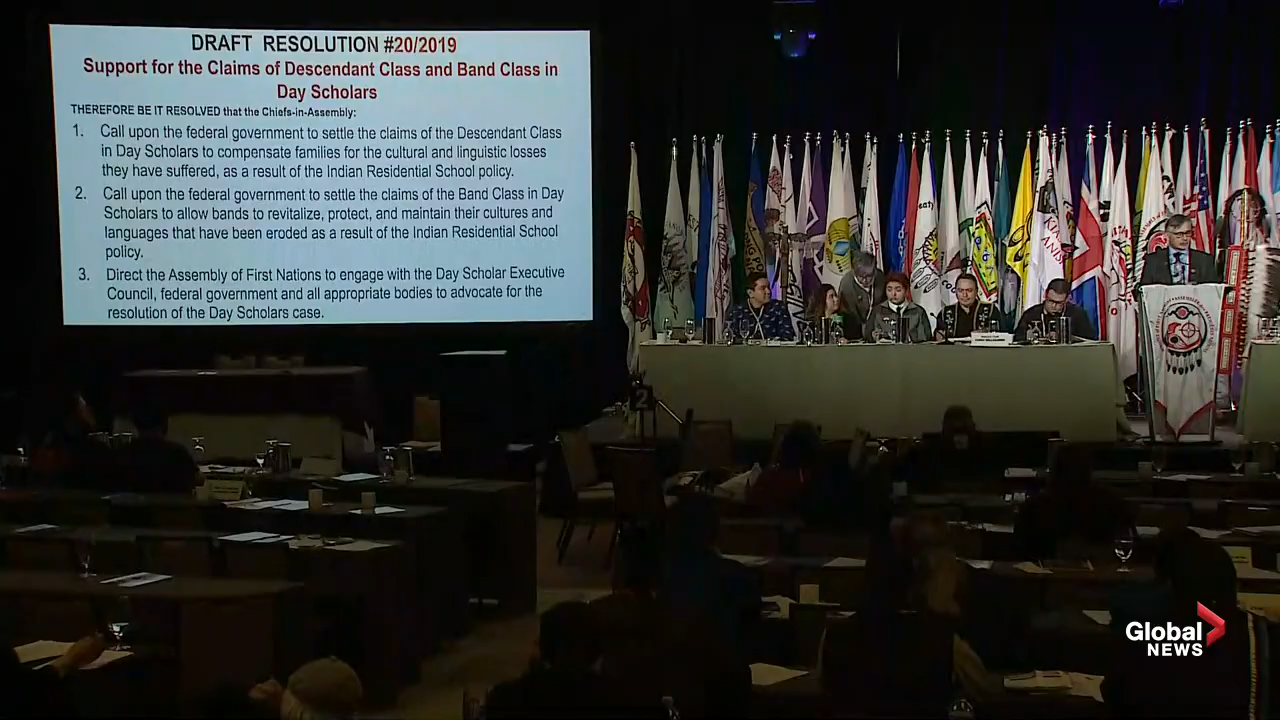 DRAFT RESOLUTION #20/2019
Support for the Claims of Descendant Class and Band Class in
Day Scholars
THEREFORE BE IT RESOLVED that the Chiefs-in-Assembly:
1. Call upon the federal government to settle the claims of the Descendant Class
in Day Scholars to compensate families for the cultural and linguistic losses
they have suffered, as a result of the Indian Residential School policy.
2. Call upon the federal government to settle the claims of the Band Class in Day
Scholars to allow bands to revitalize, protect, and maintain their cultures and
languages that have been eroded as a result of the Indian Residential School
policy.
3. Direct the Assembly of First Nations to engage with the Day Scholar Executive
Council, federal government and all appropriate bodies to advocate for the
resolution of the Day Scholars case.
2
Global
NEWS